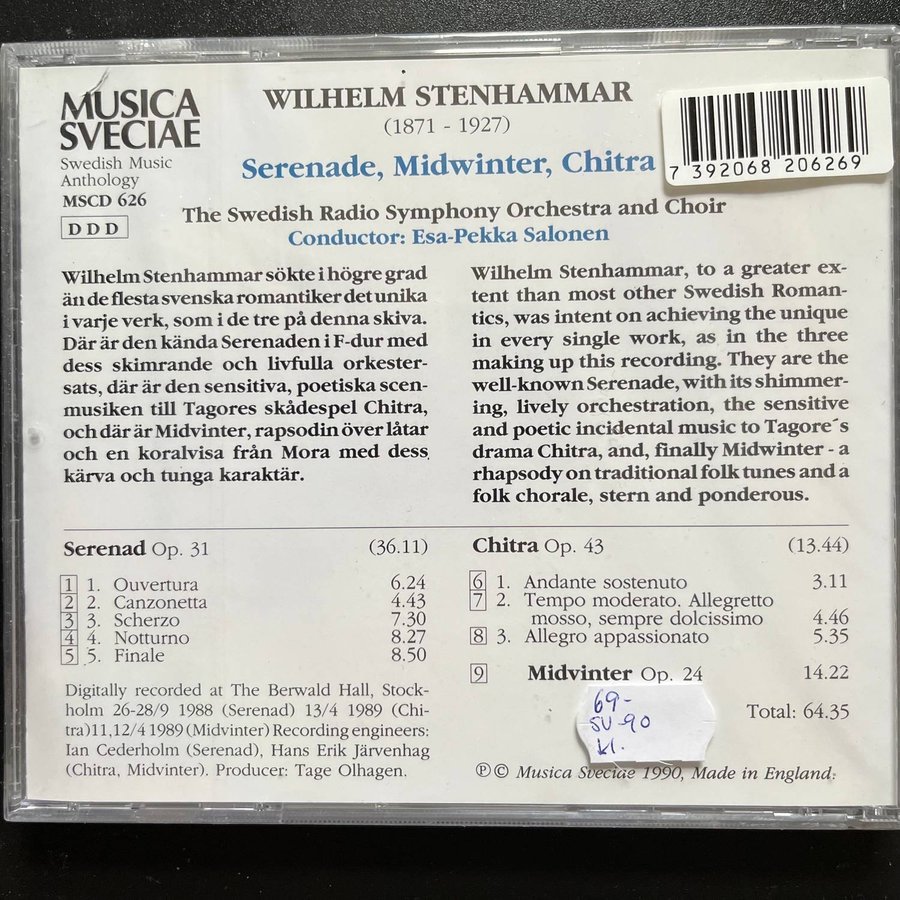 MUSICA
SVECIAE
Swedish Music
Anthology
MSCD 626
DDD
WILHELM STENHAMMAR
(1871 - 1927)
Serenade, Midwinter, Chitra
7 392068 206269
The Swedish Radio Symphony Orchestra and Choir
Conductor: Esa-Pekka Salonen
Wilhelm Stenhammar sökte i högre grad
än de flesta svenska romantiker det unika
i varje verk, som i de tre på denna skiva.
Där är den kända Serenaden i F-dur med
dess skimrande och livfulla orkester-
sats, där är den sensitiva, poetiska scen-
musiken till Tagores skådespel Chitra,
och där är Midvinter, rapsodin över låtar
och en koralvisa från Mora med dess
kärva och tunga karaktär.
Wilhelm Stenhammar, to a greater ex-
tent than most other Swedish Roman-
tics, was intent on achieving the unique
in every single work, as in the three
making up this recording. They are the
well-known Serenade, with its shimmer-
ing, lively orchestration, the sensitive
and poetic incidental music to Tagore´s
drama Chitra, and, finally Midwinter - a
rhapsody on traditional folk tunes and a
folk chorale, stern and ponderous.
Serenad Op. 31 (36.11)
1 1. Ouvertura 6.24
2 2. Canzonetta 4.43
3 3. Scherzo 7.30
4 4. Notturno 8.27
5 5. Finale 8.50
Digitally recorded at The Berwald Hall, Stock-
holm 26-28/9 1988 (Serenad) 13/4 1989 (Chi-
tra)11,12/4 1989 (Midvinter) Recording engineers:
Ian Cederholm (Serenad), Hans Erik Järvenhag
(Chitra, Midvinter). Producer: Tage Olhagen.
Chitra Op. 43 (13.44)
6 1. Andante sostenuto 3.11
7 2. Tempo moderato. Allegretto
mosso, sempre dolcissimo 4.46
8 3. Allegro appassionato 5.35
9 Midvinter Op. 24 14.22
69-
SV-90
kl.
Total: 64.35
℗ © Musica Sveciae 1990, Made in England.